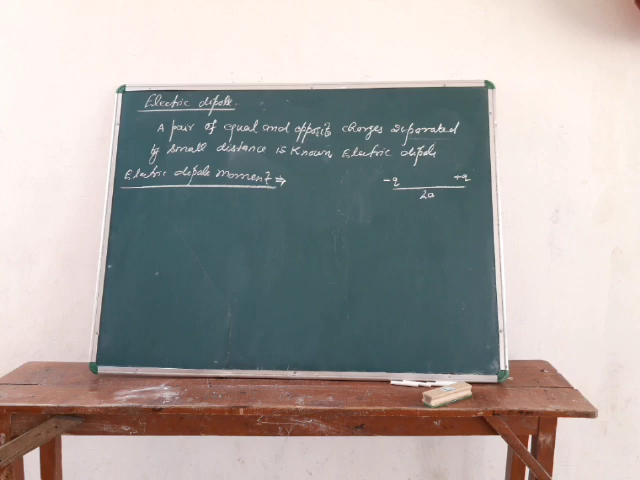 Electric dipole.
A pair of equal and opposite charges separated
by small distance is known Electric dipole
Electric dipole moment ⇒
-q +q
2a